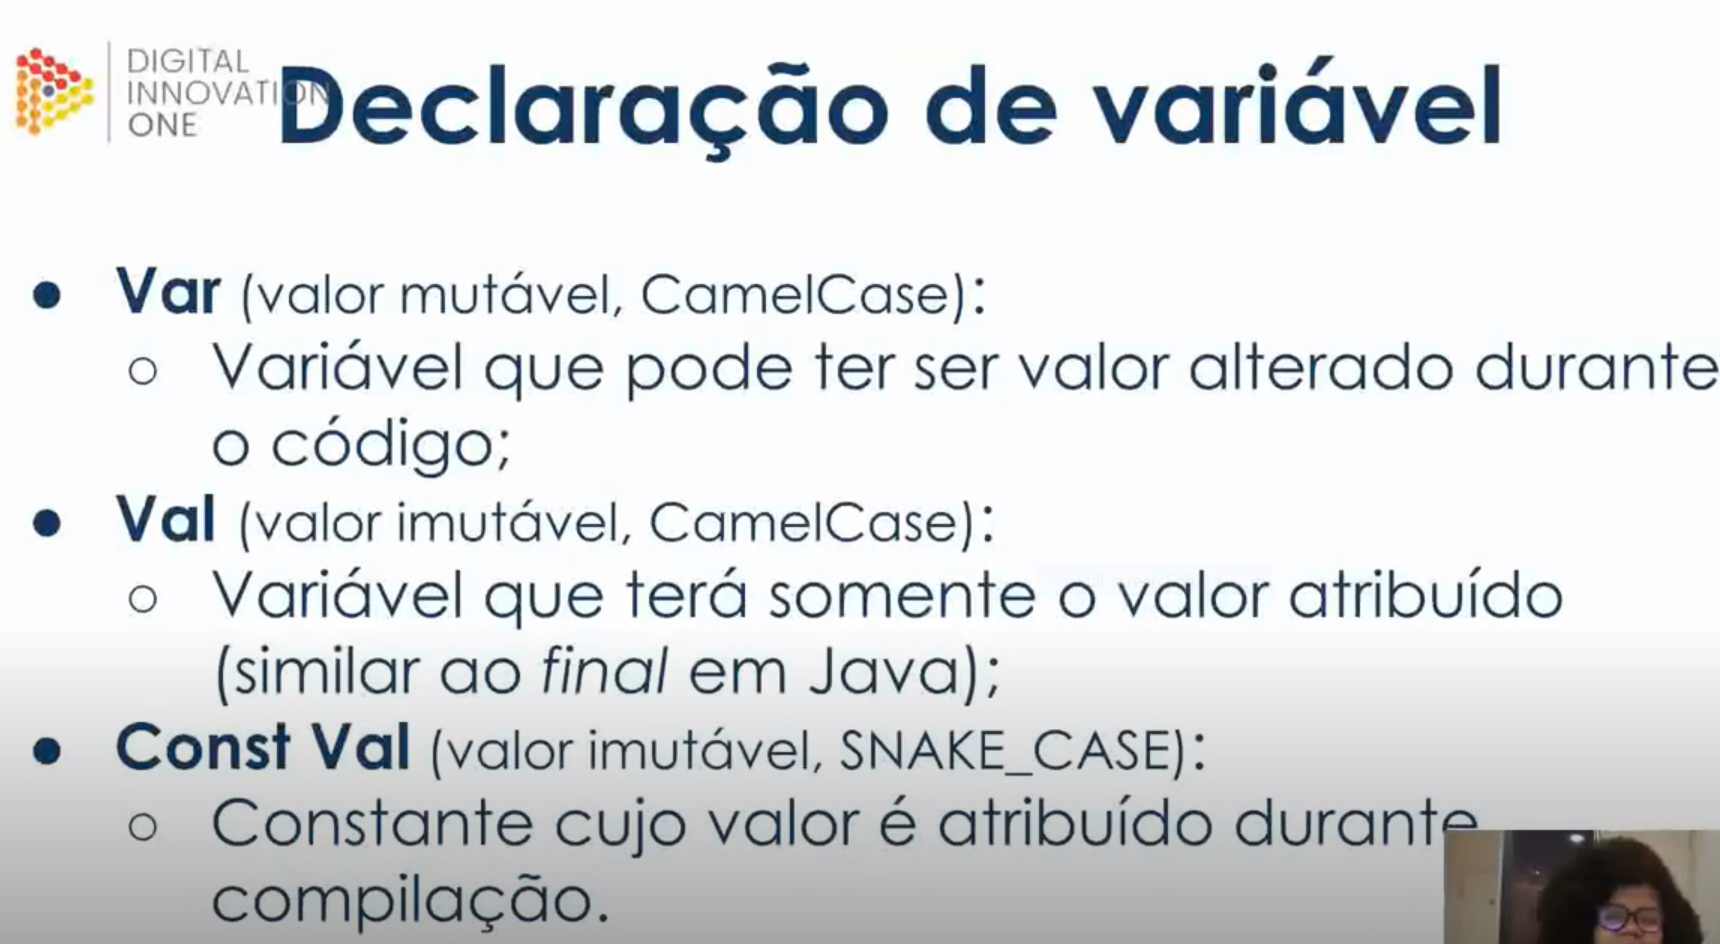 DIGITAL
INNOVATION
ONE
Declaração de variável
● Var (valor mutável, CamelCase):
○ Variável que pode ter ser valor alterado durante
o código;
● Val (valor imutável, CamelCase):
○ Variável que terá somente o valor atribuído
(similar ao final em Java);
● Const Val (valor imutável, SNAKE_CASE):
○ Constante cujo valor é atribuído durante
compilação.